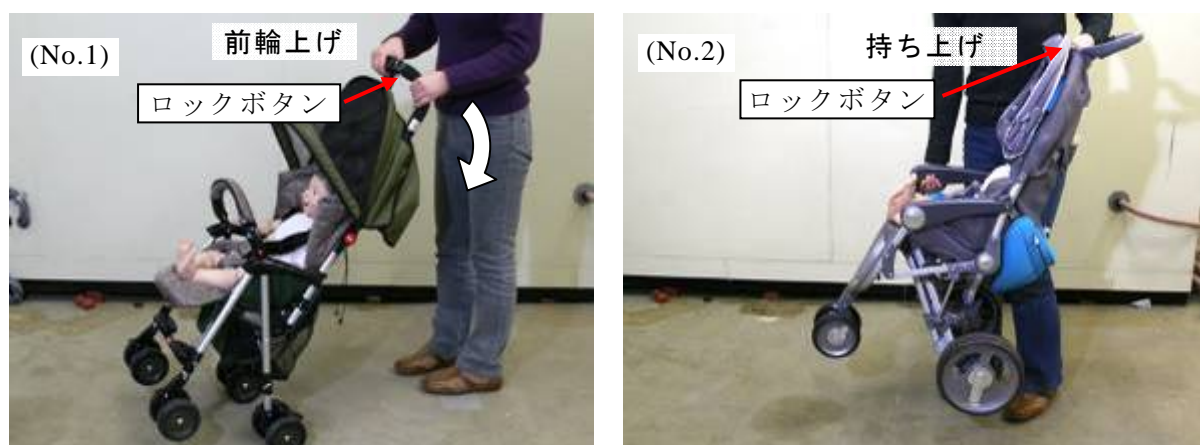 (No.1)
前輪上げ
ロックボタン
(No.2)
持ち上げ
ロックボタン